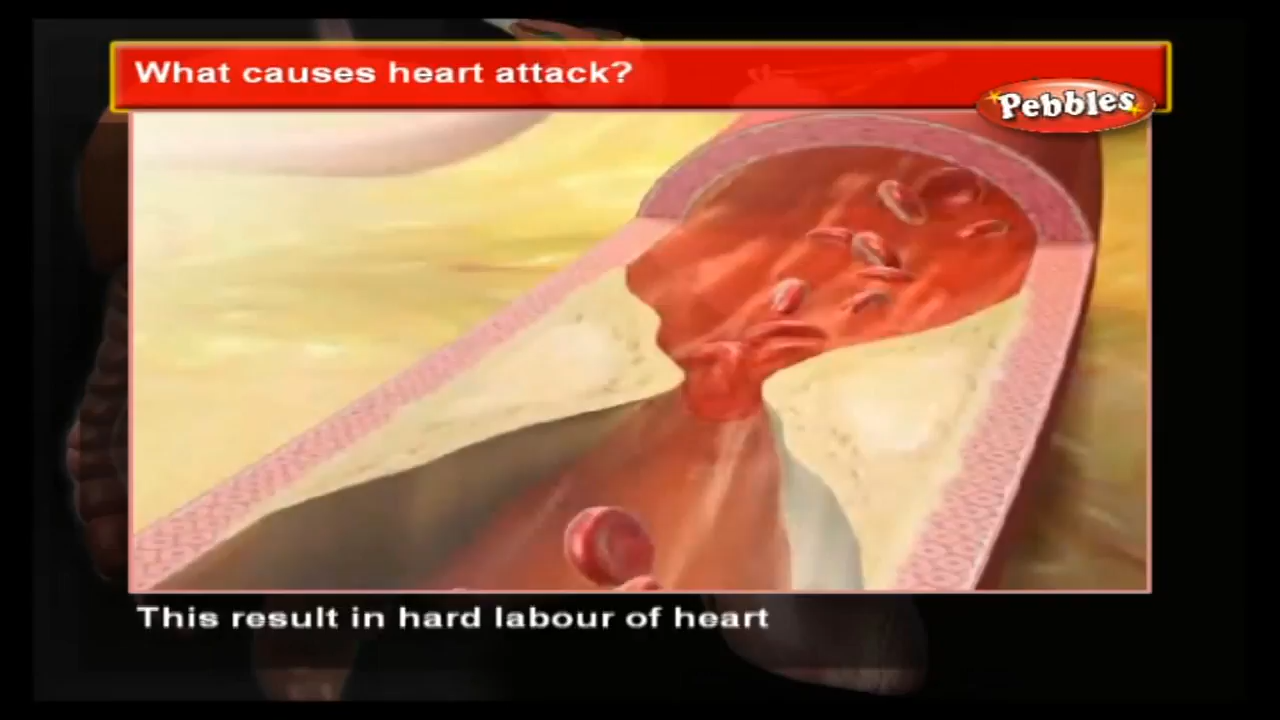 What causes heart attack?
Pebbles
This result in hard labour of heart